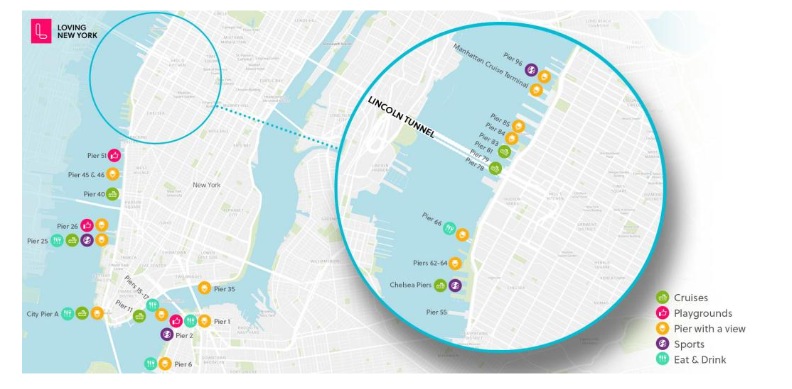 LOVING
NEW YORK
Pier 96
Manhattan Cruise Terminal
LINCOLN TUNNEL
Pier 85
Pier 84
Pier 83
Pier 81
Pier 79
Pier 78
Pier 51
Pier 45 & 46
New York
Pier 40
Pier 66
Pier 26
Pier 25
Piers 62-64
Chelsea Piers
Pier 35
Piers 15-17
Pier 11
City Pier A
Pier 1
Pier 2
Pier 6
Pier 55
Cruises
Playgrounds
Pier with a view
Sports
Eat & Drink